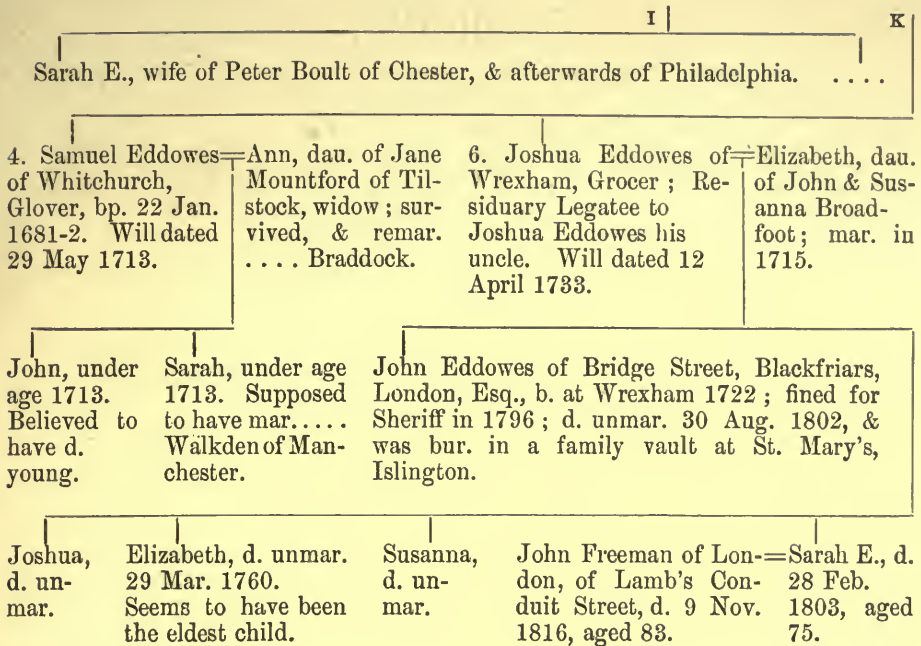 I K
Sarah E., wife of Peter Boult of Chester, & afterwards of Philadelphia. ....
4. Samuel Eddowes
of Whitchurch,
Glover, bp. 22 Jan.
1681-2. Will dated
29 May 1713.
Ann, dau. of Jane
Mountford of Til-
stock, widow; sur-
vived, & remar.
.... Braddock.
6. Joshua Eddowes of
Wrexham, Grocer; Re-
siduary Legatee to
Joshua Eddowes his
uncle. Will dated 12
April 1733.
Elizabeth, dau.
of John & Sus-
anna Broad-
foot; mar. in
1715.
John, under
age 1713.
Believed to
have d.
young.
Sarah, under age
1713. Supposed
to have mar.....
Walkden of Man-
chester.
John Eddowes of Bridge Street, Blackfriars,
London, Esq., b. at Wrexham 1722; fined for
Sheriff in 1796; d. unmar. 30 Aug. 1802, &
was bur. in a family vault at St. Mary's,
Islington.
Joshua,
d. un-
mar.
Elizabeth, d. unmar.
29 Mar. 1760.
Seems to have been
the eldest child.
Susanna,
d. un-
mar.
John Freeman of Lon-
don, of Lamb's Con-
duit Street, d. 9 Nov.
1816, aged 83.
=Sarah E., d.
28 Feb.
1803, aged
75.